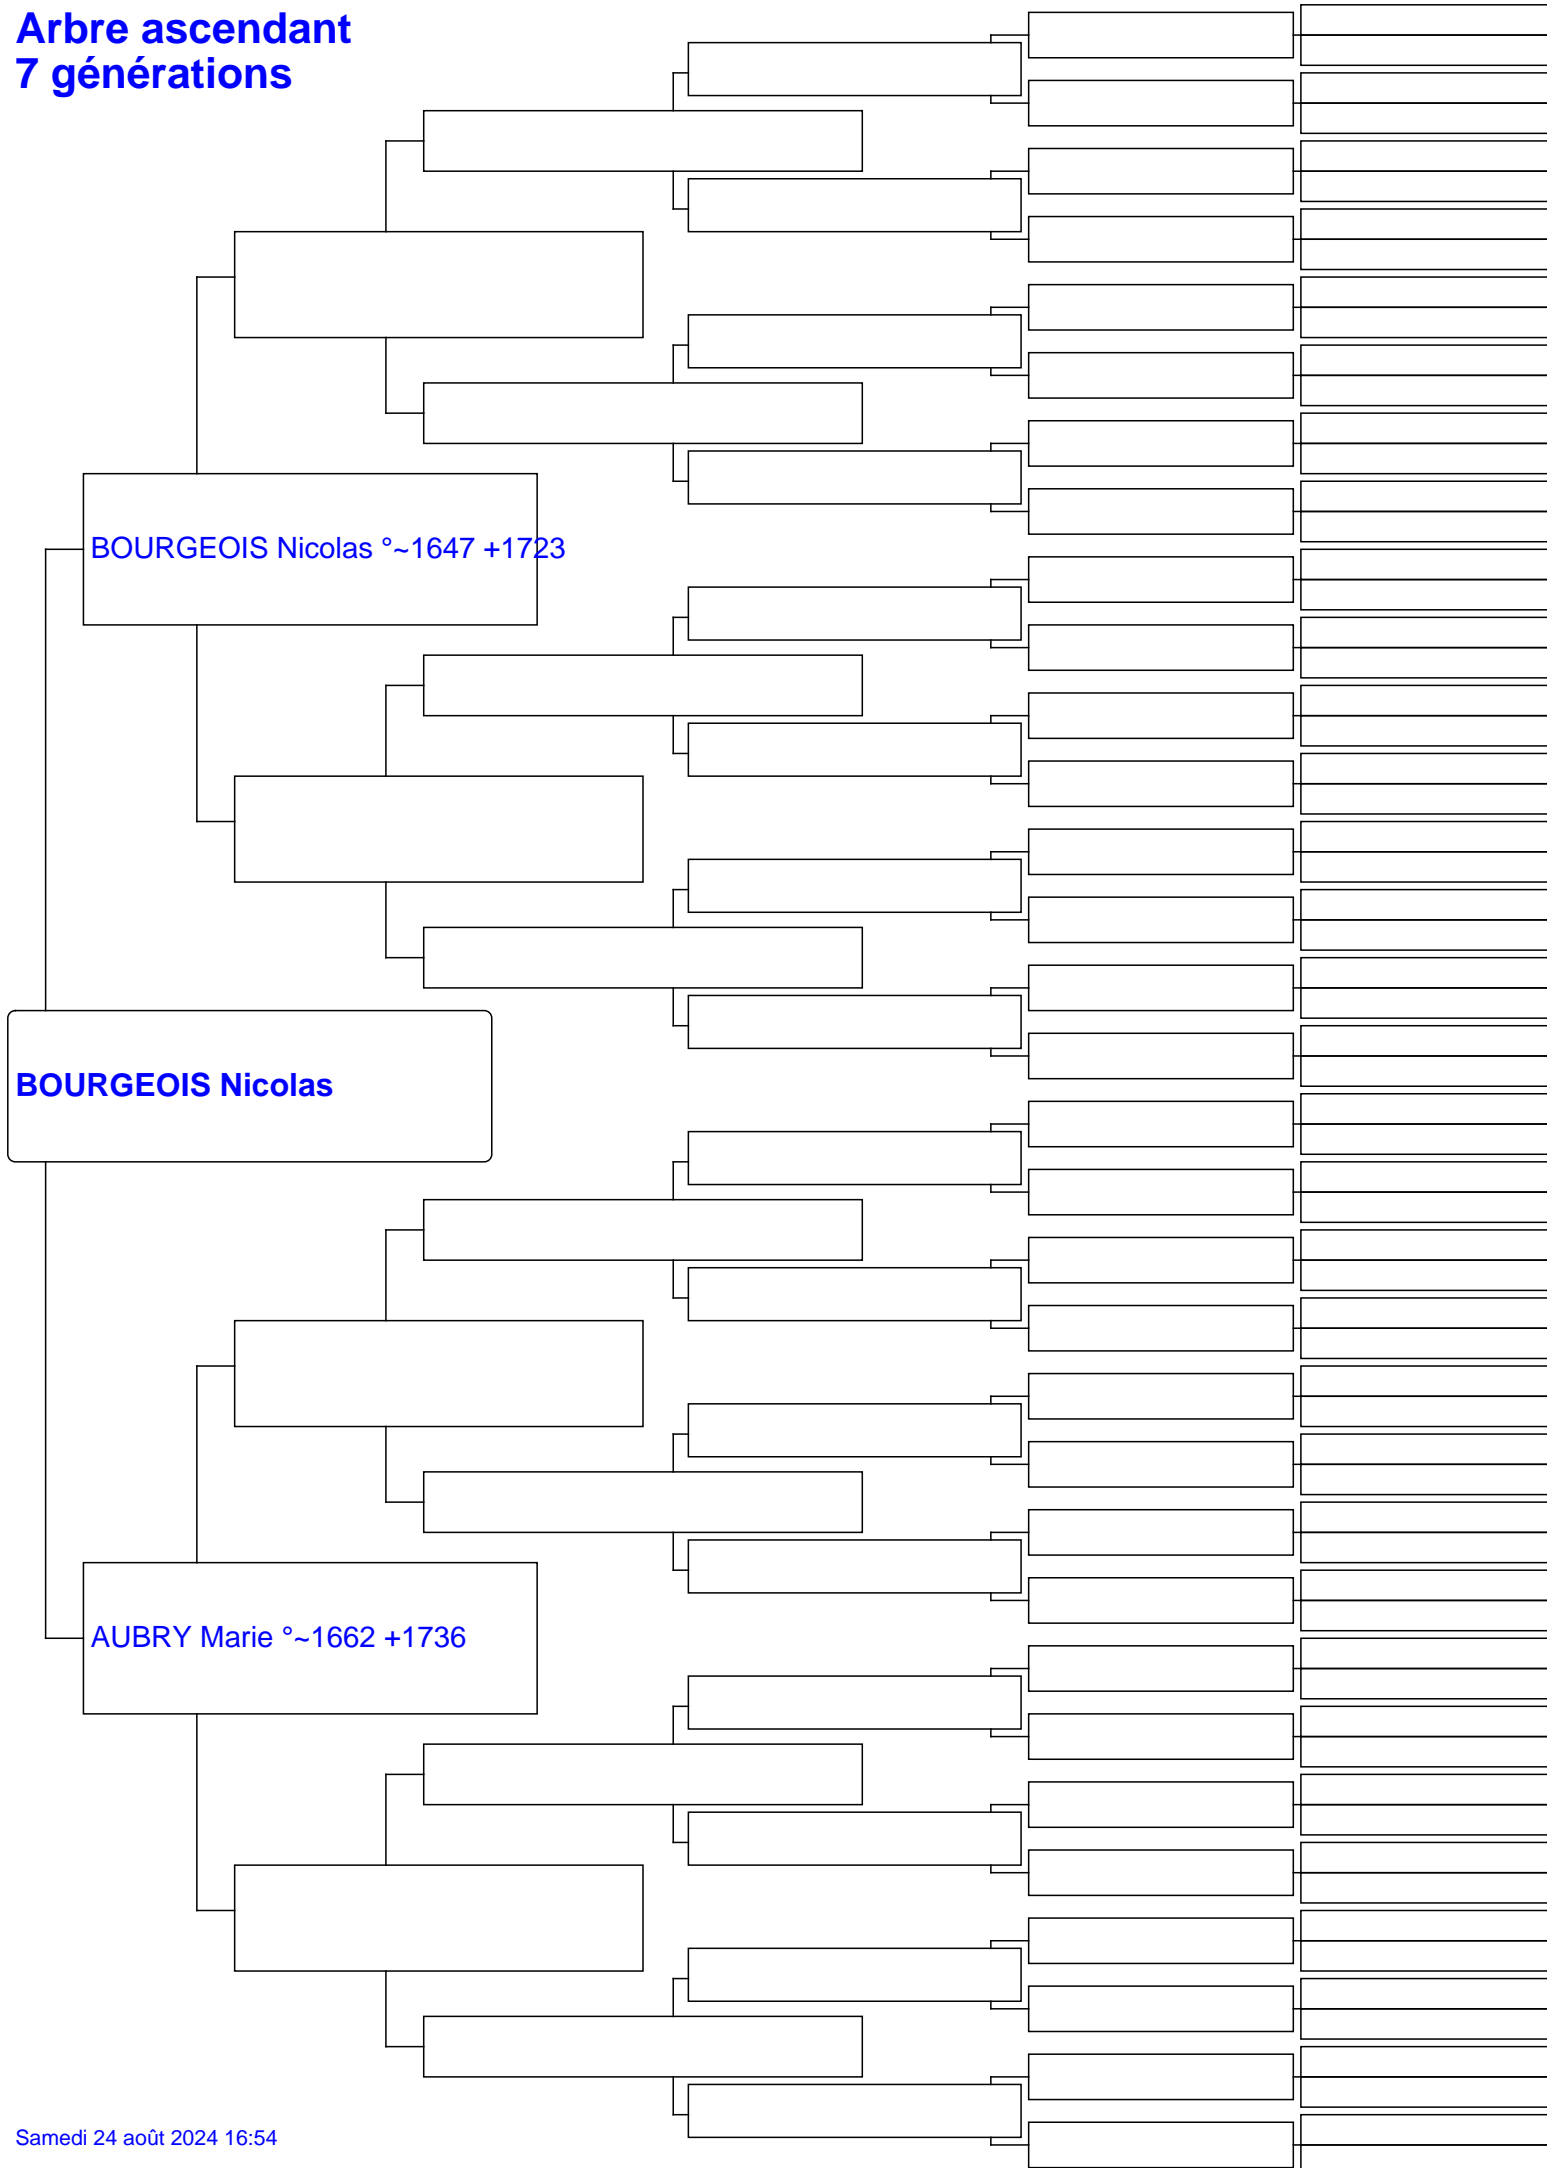 Arbre ascendant
7 générations
BOURGEOIS Nicolas °~1647 +1723
BOURGEOIS Nicolas
AUBRY Marie °~1662 +1736
Samedi 24 août 2024 16:54